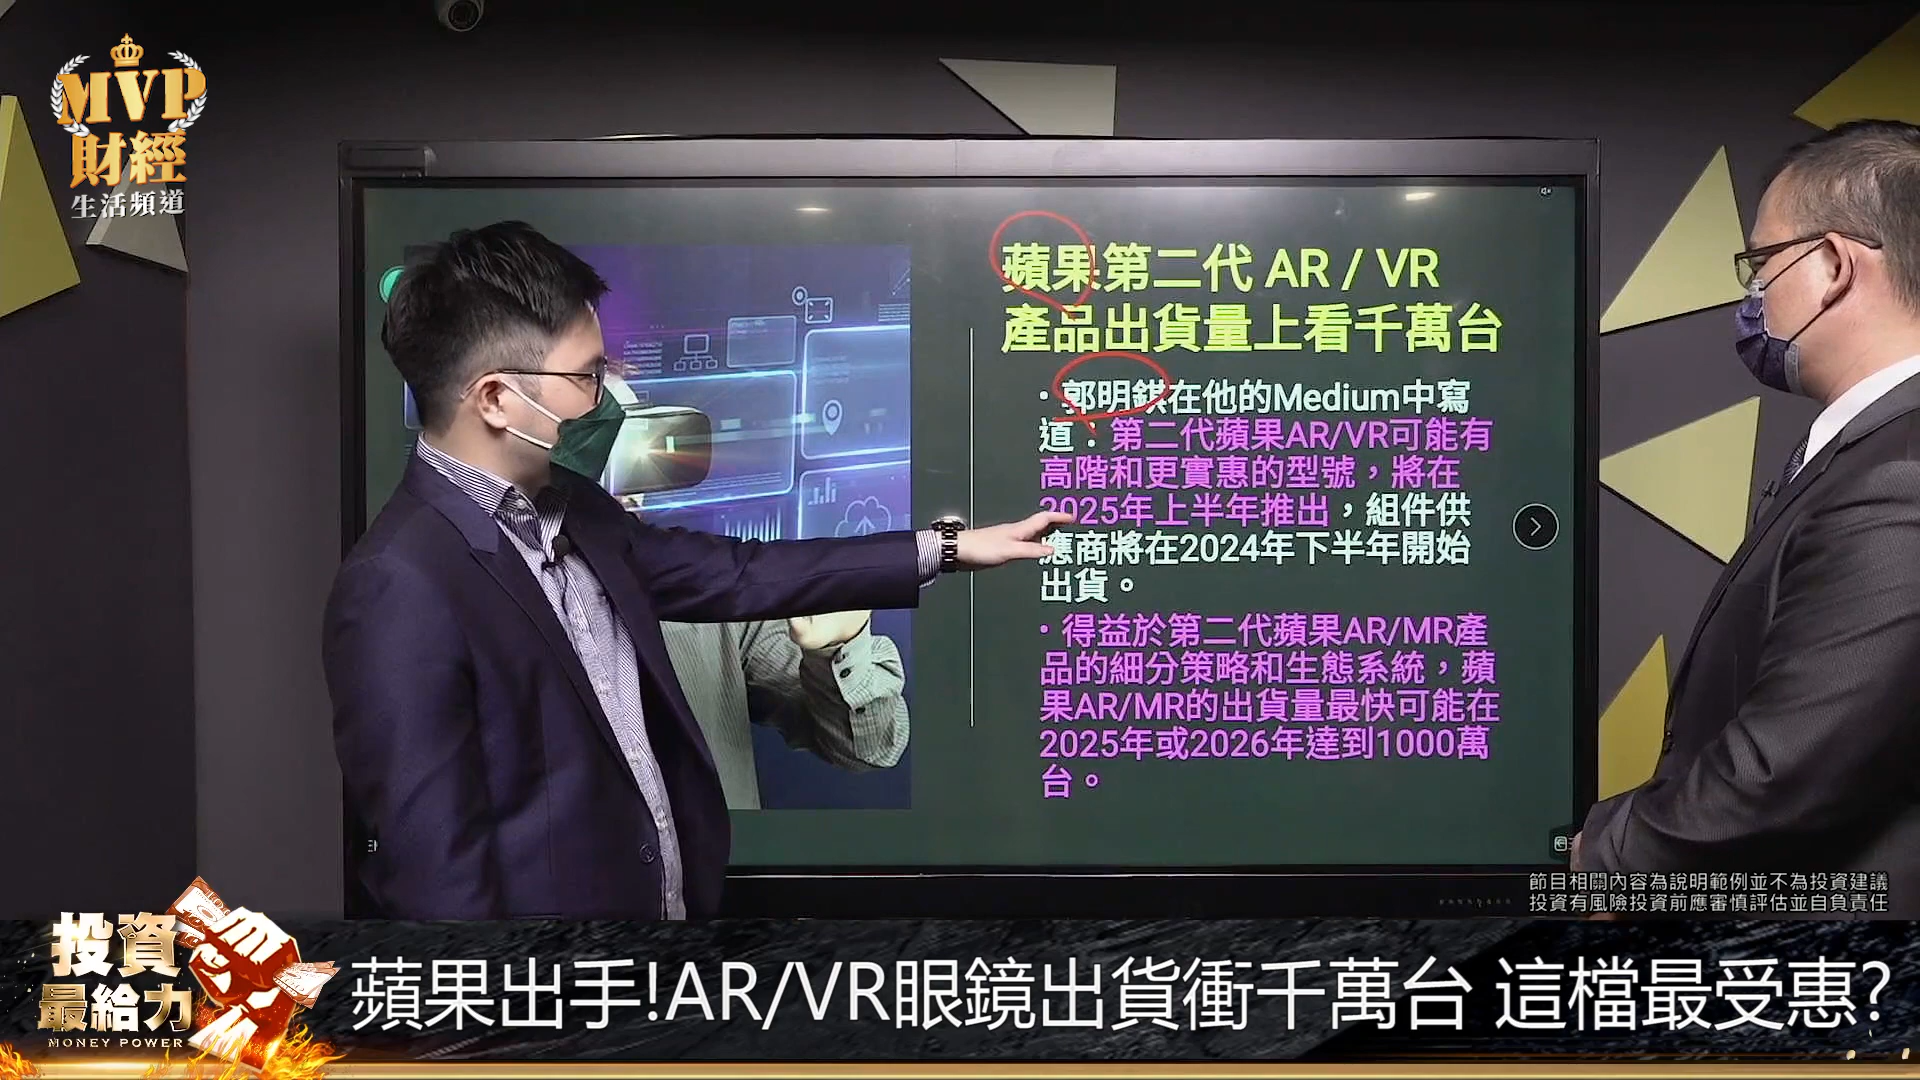 MVP
財經
生活頻道
蘋果第二代 AR / VR
產品出貨量上看千萬台
・郭明錤在他的Medium中寫
道：第二代蘋果AR/VR可能有
高階和更實惠的型號，將在
2025年上半年推出，組件供
應商將在2024年下半年開始
出貨。
・得益於第二代蘋果AR/MR產
品的細分策略和生態系統，蘋
果AR/MR的出貨量最快可能在
2025年或2026年達到1000萬
台。
節目相關內容為說明範例並不為投資建議
投資有風險投資前應審慎評估並自負責任
投資
最給力
MONEY POWER
蘋果出手!AR/VR眼鏡出貨衝千萬台 這檔最受惠?